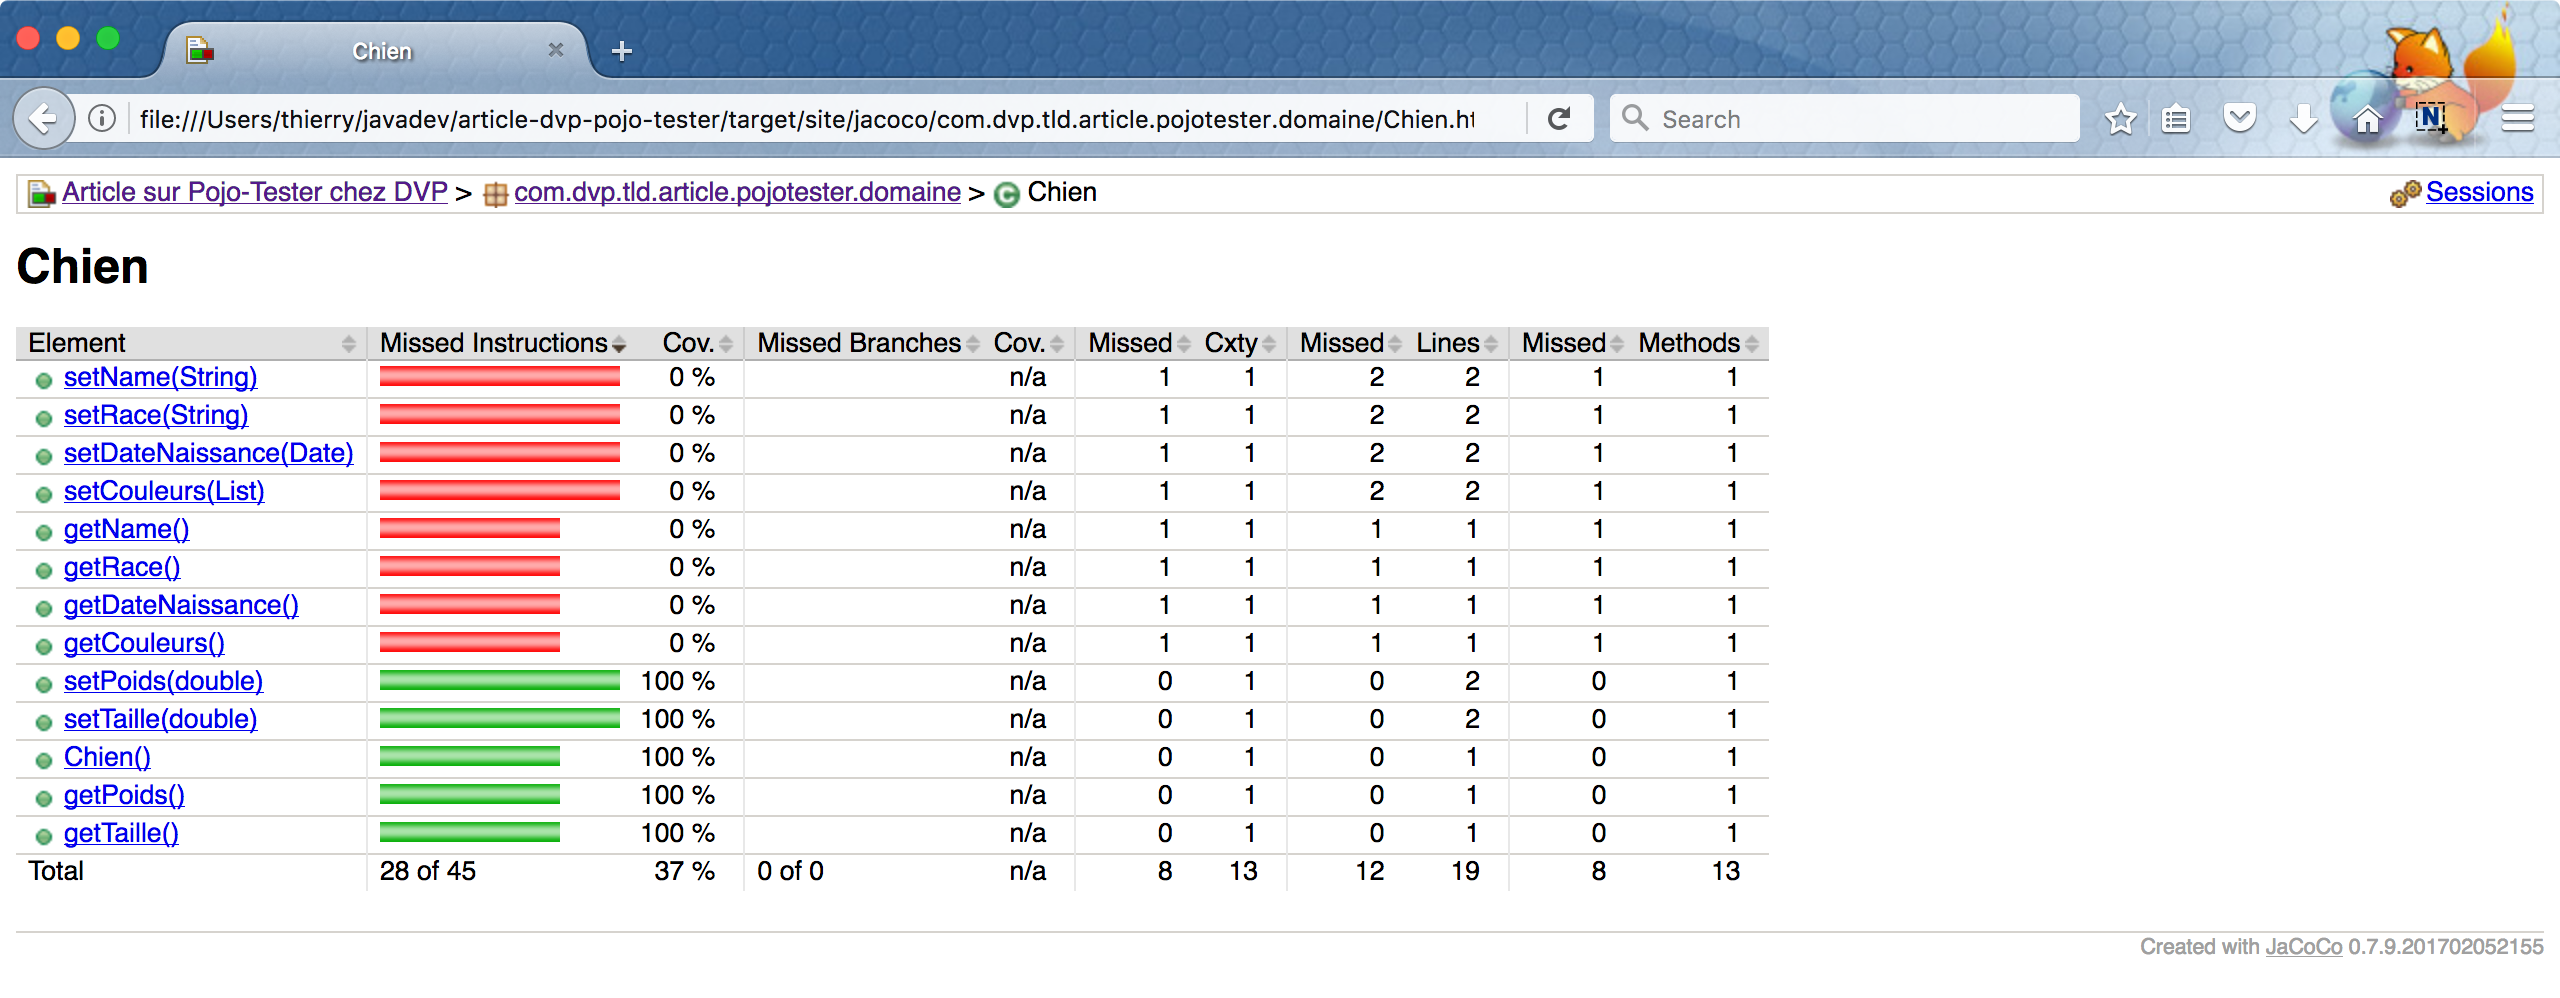 Chien
file:///Users/thierry/javadev/article-dvp-pojo-tester/target/site/jacoco/com.dvp.tld.article.pojotester.domaine/Chien.ht
Search
N
Article sur Pojo-Tester chez DVP > com.dvp.tld.article.pojotester.domaine > C Chien
Sessions
Chien
Element Missed Instructions Cov. Missed Branches Cov. Missed Cxty Missed Lines Missed Methods
setName(String) 0 % n/a 1 1 2 2 1 1
setRace(String) 0 % n/a 1 1 2 2 1 1
setDateNaissance(Date) 0 % n/a 1 1 2 2 1 1
setCouleurs(List) 0 % n/a 1 1 2 2 1 1
getName() 0 % n/a 1 1 1 1 1 1
getRace() 0 % n/a 1 1 1 1 1 1
getDateNaissance() 0 % n/a 1 1 1 1 1 1
getCouleurs() 0 % n/a 1 1 1 1 1 1
setPoids(double) 100 % n/a 0 1 0 2 0 1
setTaille(double) 100 % n/a 0 1 0 2 0 1
Chien() 100 % n/a 0 1 0 1 0 1
getPoids() 100 % n/a 0 1 0 1 0 1
getTaille() 100 % n/a 0 1 0 1 0 1
Total 28 of 45 37 % 0 of 0 n/a 8 13 12 19 8 13
Created with JaCoCo 0.7.9.201702052155